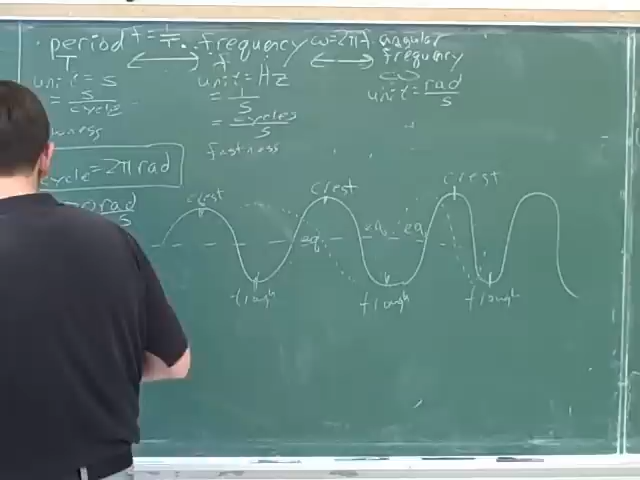 · period f = 1/T · frequency ω = 2πf · angular frequency
T f ω
unit = s unit = Hz unit = rad/s
= s/cycle = 1/s
= cycles/s
fastness
cycle = 2π rad
rad/s
crest crest crest
eq eq eq
trough trough trough